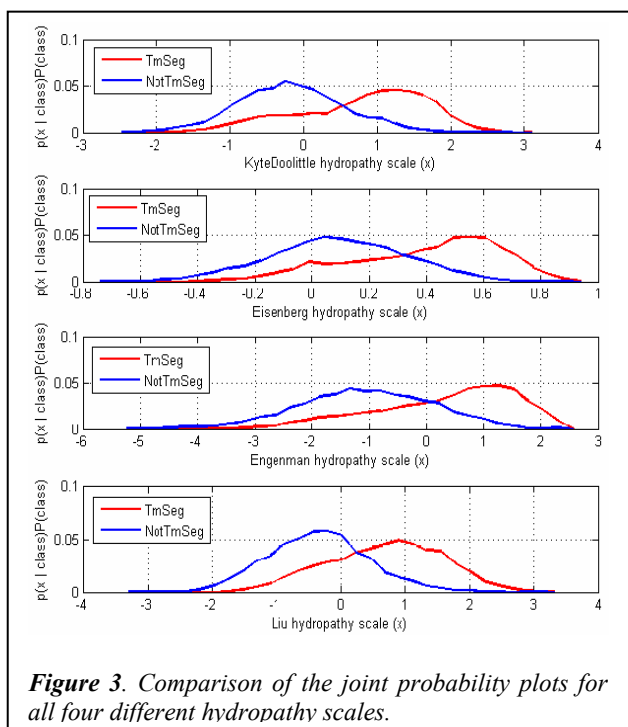 0.1
TmSeg
NotTmSeg
0.05
0
p(x | class)P(class)
-3 -2 -1 0 1 2 3 4
KyteDoolittle hydropathy scale (x)
0.1
TmSeg
NotTmSeg
0.05
0
p(x | class)P(class)
-0.8 -0.6 -0.4 -0.2 0 0.2 0.4 0.6 0.8 1
Eisenberg hydropathy scale (x)
0.1
TmSeg
NotTmSeg
0.05
0
p(x | class)P(class)
-6 -5 -4 -3 -2 -1 0 1 2 3
Engenman hydropathy scale (x)
0.1
TmSeg
NotTmSeg
0.05
0
p(x | class)P(class)
-4 -3 -2 -1 0 1 2 3 4
Liu hydropathy scale (x)
Figure 3. Comparison of the joint probability plots for
all four different hydropathy scales.